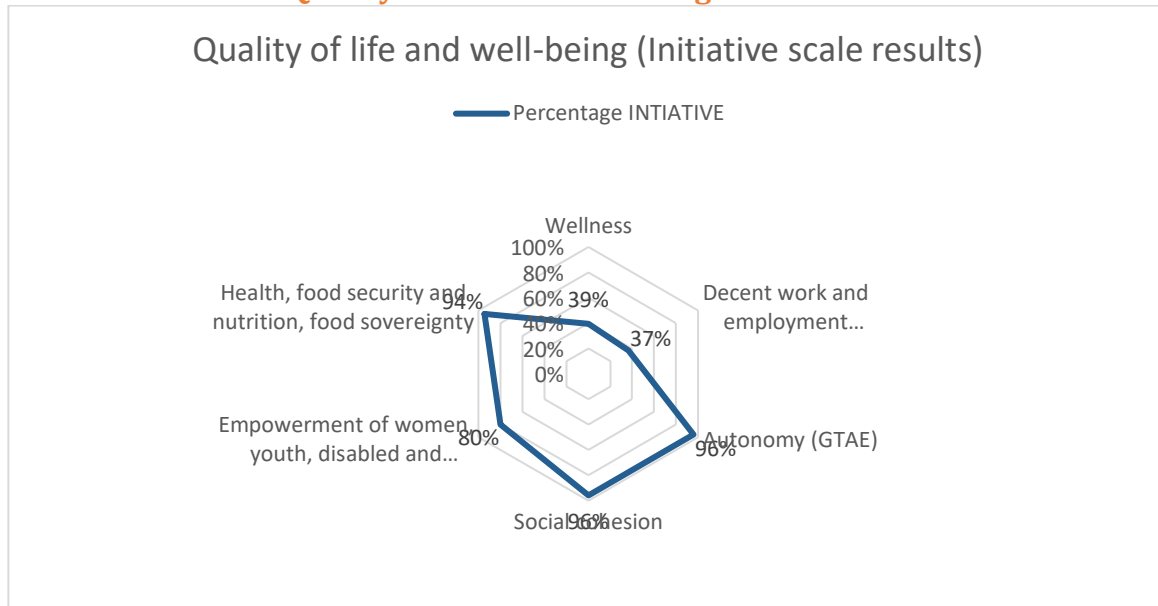 Quality of life and well-being (Initiative scale results)
Percentage INTIATIVE
Wellness
100%
80%
60%
40%
20%
0%
39%
Decent work and
employment...
37%
Autonomy (GTAE)
96%
Social cohesion
96%
Empowerment of women,
youth, disabled and...
80%
Health, food security and
nutrition, food sovereignty
94%